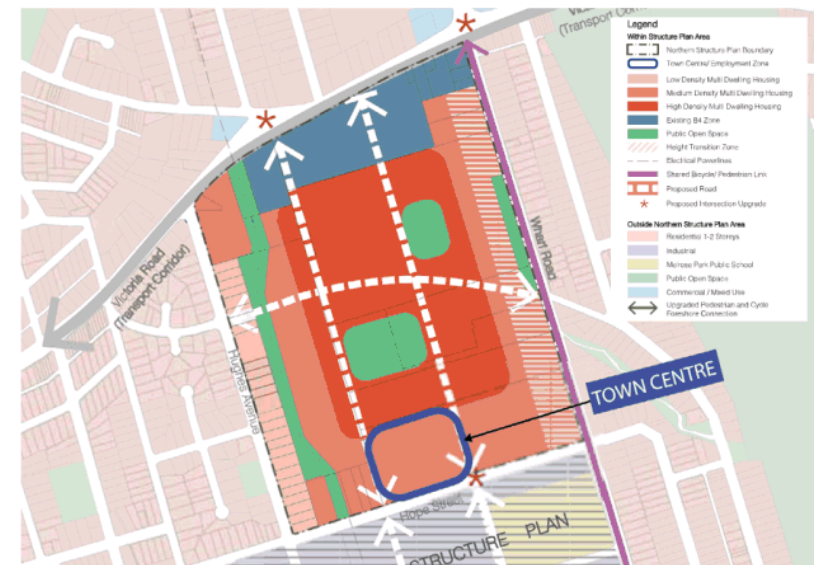 Vic
(Transport Corridor)
Legend
Within Structure Plan Area
Northern Structure Plan Boundary
Town Centre/ Employment Zone
Low Density Multi Dwelling Housing
Medium Density Multi Dwelling Housing
High Density Multi Dwelling Housing
Existing B4 Zone
Public Open Space
Height Transition Zone
Electrical Powerlines
Shared Bicycle/ Pedestrian Link
Proposed Road
Proposed Intersection Upgrade
Outside Northern Structure Plan Area
Residential 1-2 Storeys
Industrial
Melrose Park Public School
Public Open Space
Commercial / Mixed Use
Upgraded Pedestrian and Cycle
Foreshore Connection
Wharf Road
Victoria Road
(Transport Corridor)
Hughes Avenue
TOWN CENTRE
Hope Street
STRUCTURE PLAN